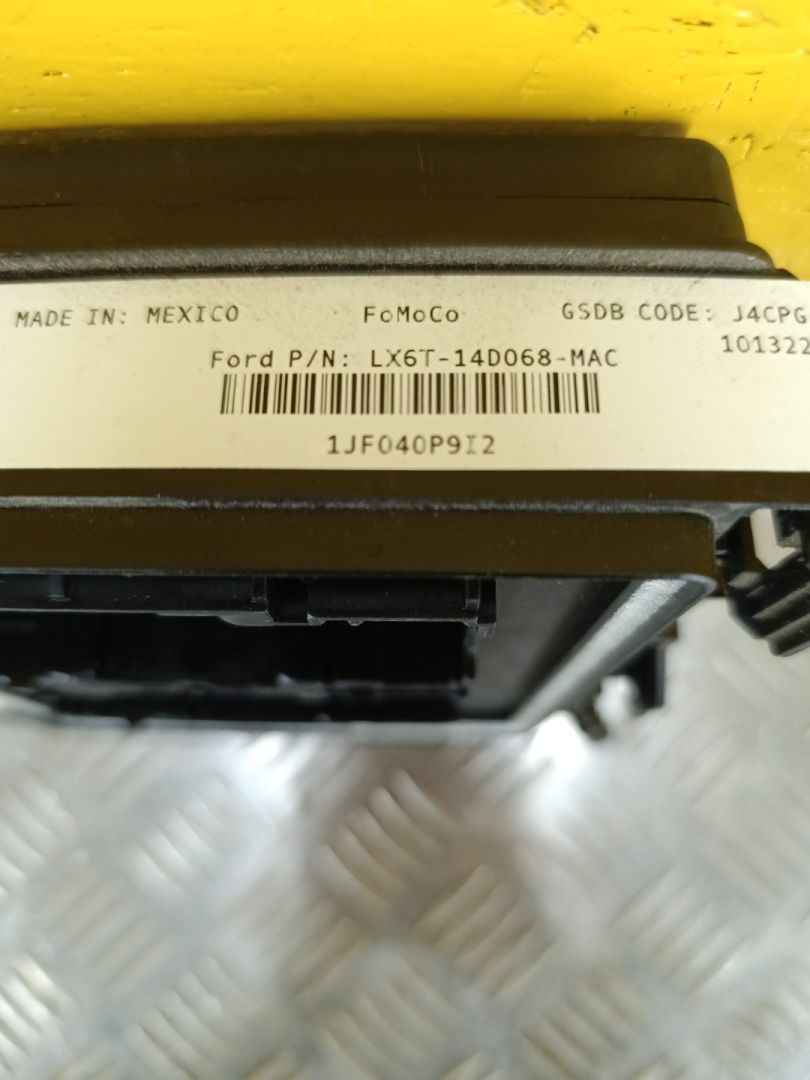 MADE IN: MEXICO FoMoCo GSDB CODE: J4CPG
101322
Ford P/N: LX6T-14D068-MAC
1JF040P9I2